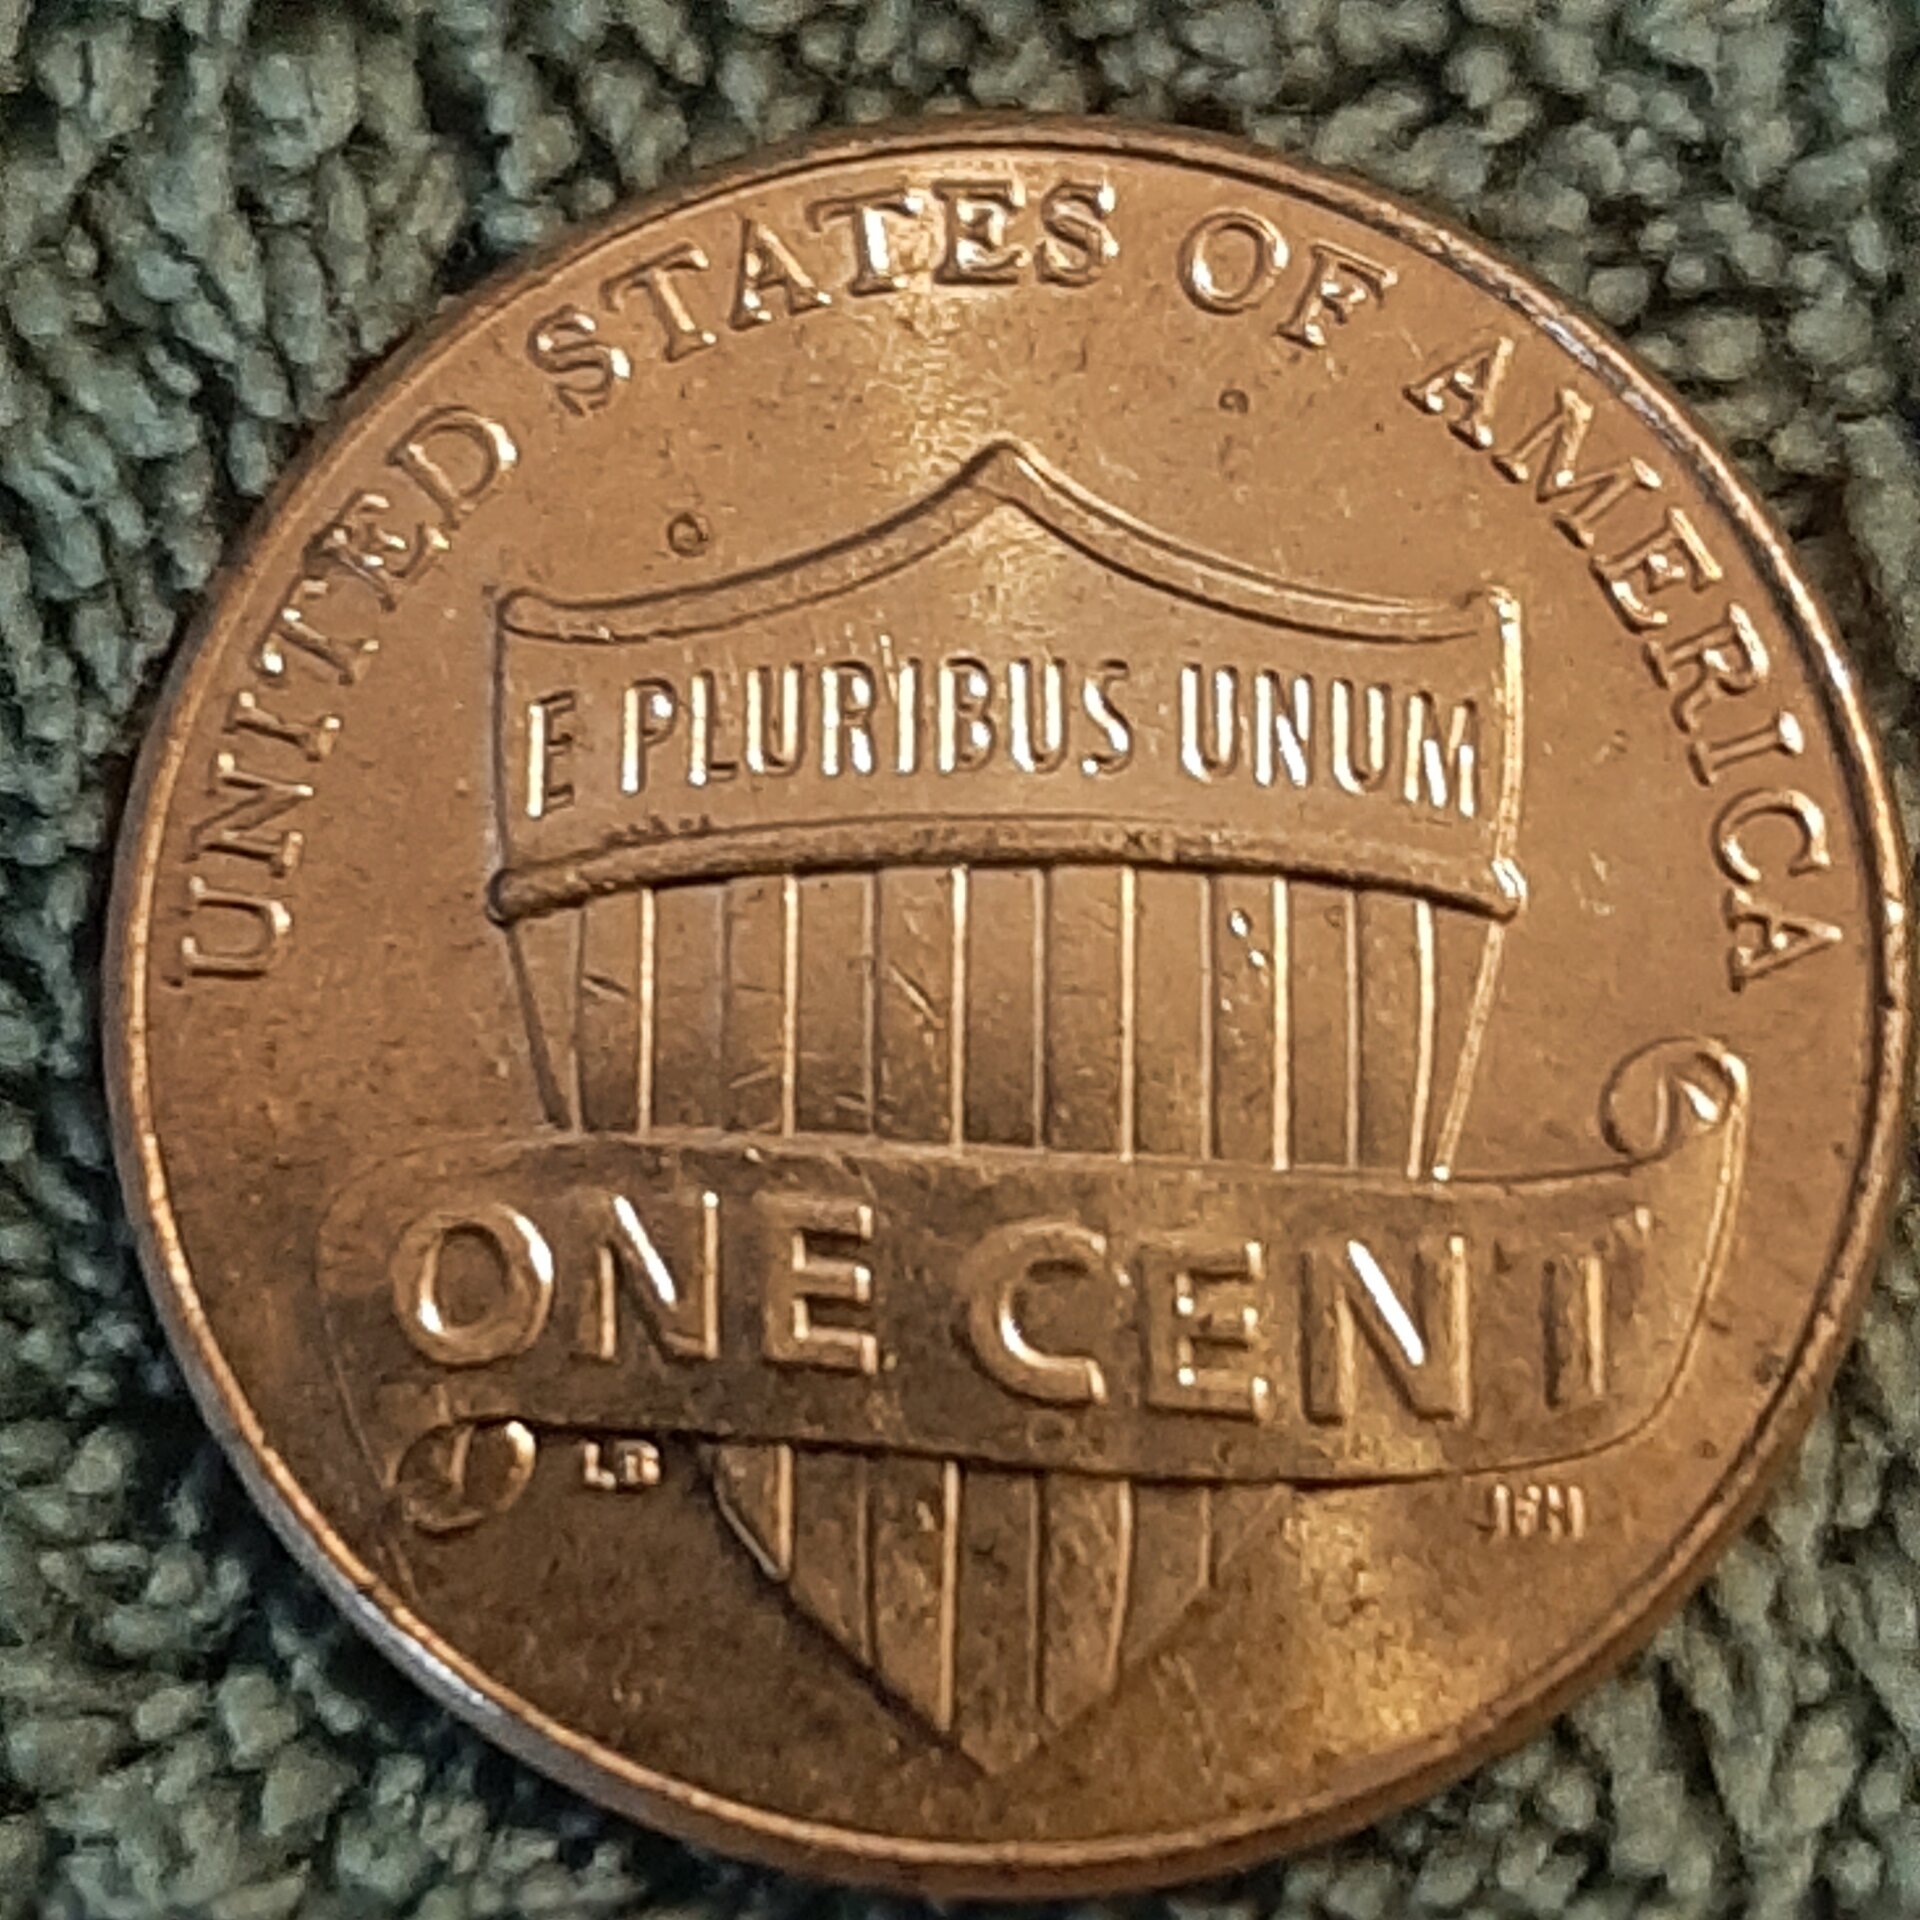 UNITED STATES OF AMERICA
E PLURIBUS UNUM
ONE CENT
LB
JFM